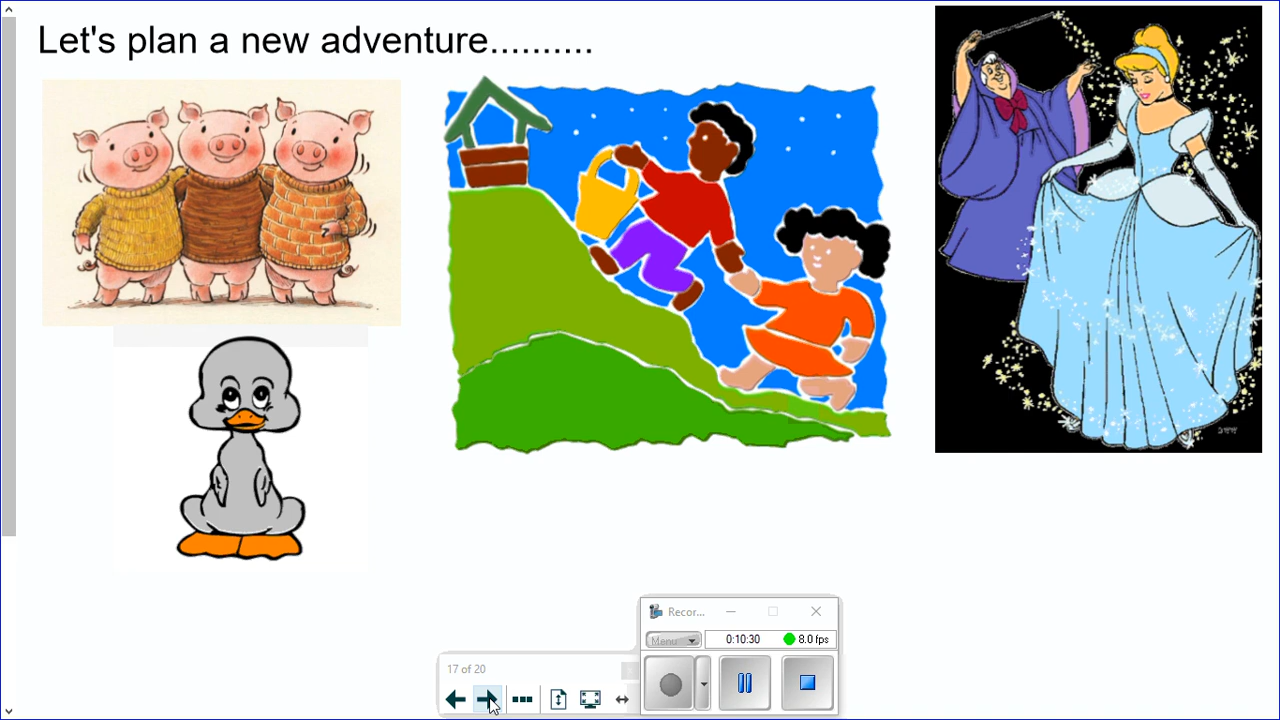 Let's plan a new adventure..........
17 of 20
Recor...
Menu
0:10:30
8.0 fps